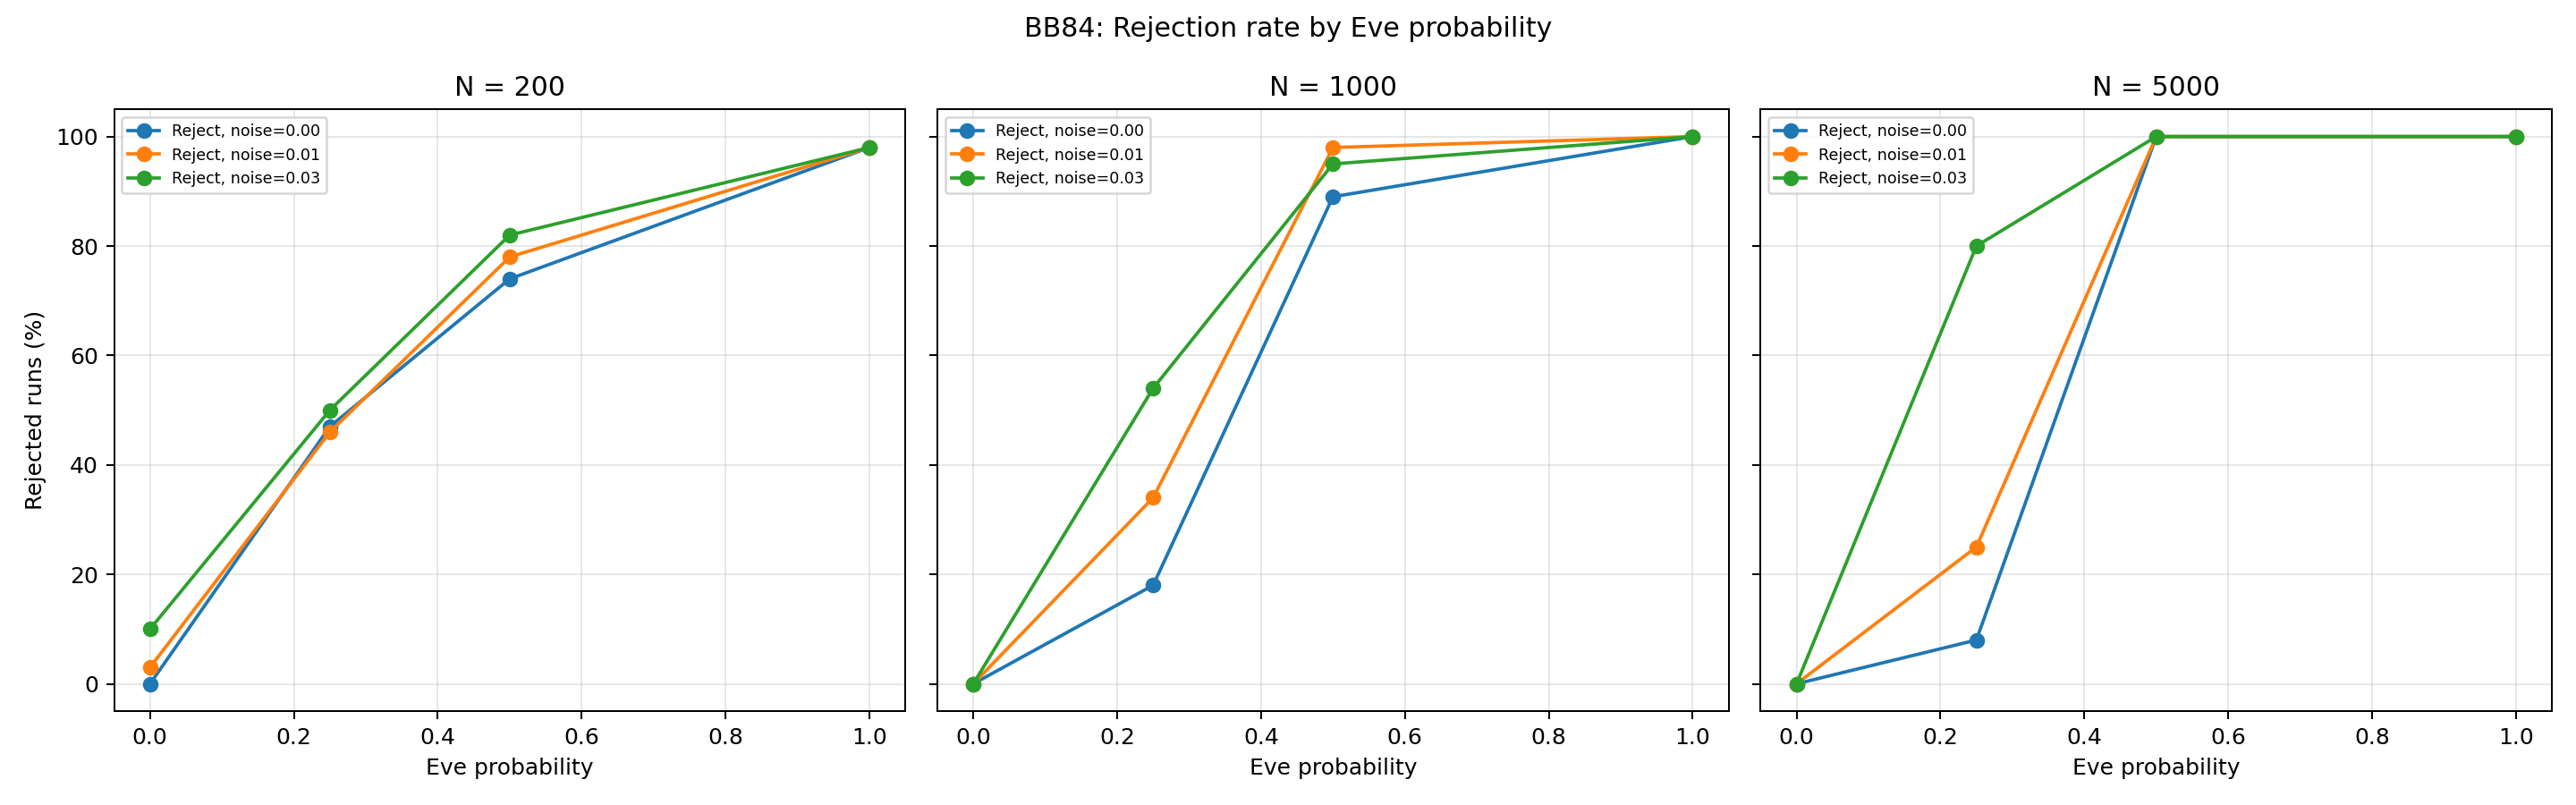 BB84: Rejection rate by Eve probability
N = 200
Reject, noise=0.00
Reject, noise=0.01
Reject, noise=0.03
Rejected runs (%)
100
80
60
40
20
0
0.0 0.2 0.4 0.6 0.8 1.0
Eve probability
N = 1000
Reject, noise=0.00
Reject, noise=0.01
Reject, noise=0.03
0.0 0.2 0.4 0.6 0.8 1.0
Eve probability
N = 5000
Reject, noise=0.00
Reject, noise=0.01
Reject, noise=0.03
0.0 0.2 0.4 0.6 0.8 1.0
Eve probability